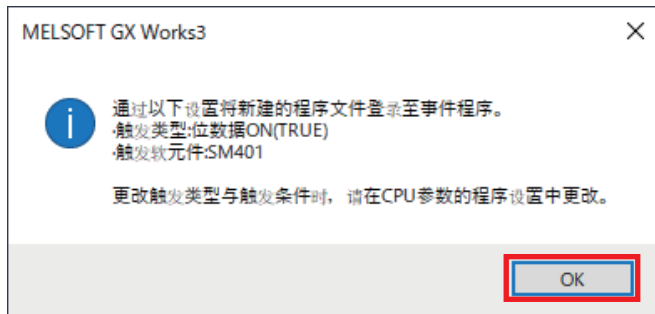 MELSOFT GX Works3
通过以下设置将新建的程序文件登录至事件程序。
·触发类型:位数据ON(TRUE)
·触发软元件:SM401
更改触发类型与触发条件时，请在CPU参数的程序设置中更改。
OK